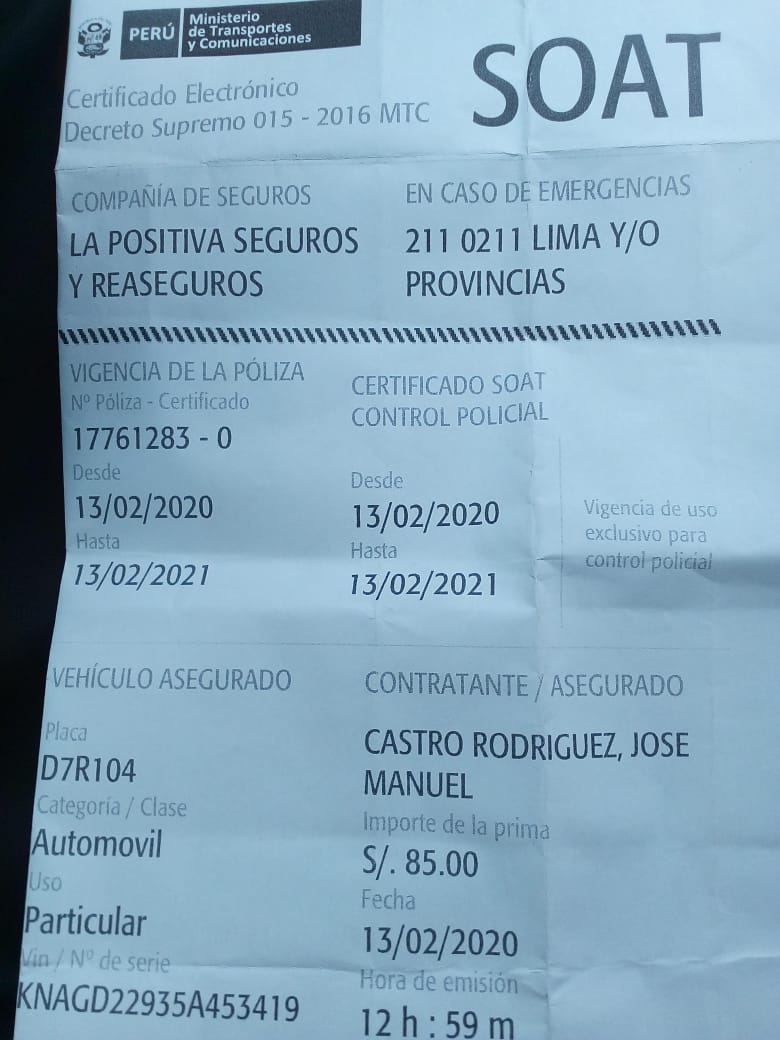 PERÚ
Ministerio
de Transportes
y Comunicaciones
Certificado Electrónico
Decreto Supremo 015 - 2016 MTC
SOAT
COMPAÑÍA DE SEGUROS
LA POSITIVA SEGUROS
Y REASEGUROS
EN CASO DE EMERGENCIAS
211 0211 LIMA Y/O
PROVINCIAS
VIGENCIA DE LA PÓLIZA
Nº Póliza - Certificado
17761283 - 0
Desde
13/02/2020
Hasta
13/02/2021
CERTIFICADO SOAT
CONTROL POLICIAL
Desde
13/02/2020
Hasta
13/02/2021
Vigencia de uso
exclusivo para
control policial
VEHÍCULO ASEGURADO
Placa
D7R104
Categoría / Clase
Automovil
Uso
Particular
Vin / Nº de serie
KNAGD22935A453419
CONTRATANTE / ASEGURADO
CASTRO RODRIGUEZ, JOSE
MANUEL
Importe de la prima
S/. 85.00
Fecha
13/02/2020
Hora de emisión
12 h : 59 m